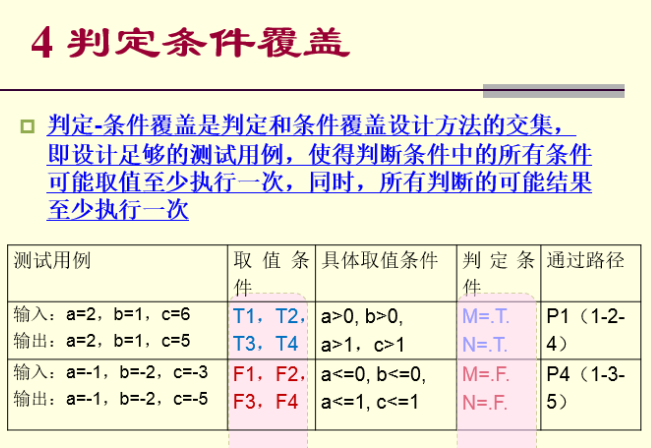 4 判定条件覆盖
判定-条件覆盖是判定和条件覆盖设计方法的交集，
即设计足够的测试用例，使得判断条件中的所有条件
可能取值至少执行一次，同时，所有判断的可能结果
至少执行一次
测试用例 取值条件 具体取值条件 判定条件 通过路径
输入：a=2，b=1，c=6 T1，T2， a>0, b>0, M=.T. P1（1-2-
输出：a=2，b=1，c=5 T3，T4 a>1，c>1 N=.T. 4）
输入：a=-1，b=-2，c=-3 F1，F2， a<=0, b<=0, M=.F. P4（1-3-
输出：a=-1，b=-2，c=-5 F3，F4 a<=1, c<=1 N=.F. 5）